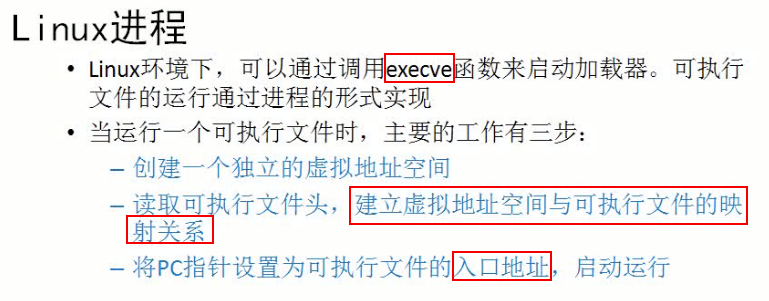 Linux进程
• Linux环境下，可以通过调用execve函数来启动加载器。可执行
文件的运行通过进程的形式实现
• 当运行一个可执行文件时，主要的工作有三步：
– 创建一个独立的虚拟地址空间
– 读取可执行文件头，建立虚拟地址空间与可执行文件的映
射关系
– 将PC指针设置为可执行文件的入口地址，启动运行